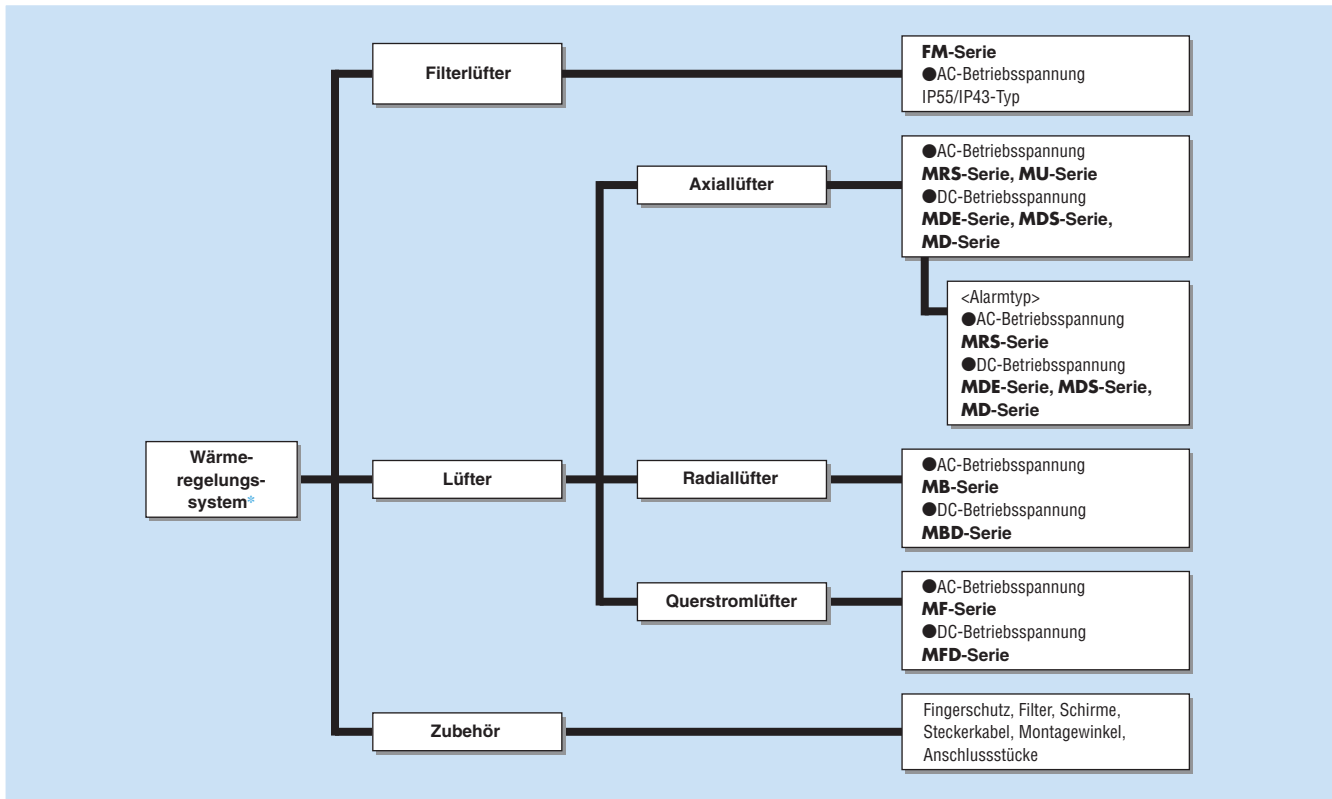 Filterlüfter
FM-Serie
●AC-Betriebsspannung
IP55/IP43-Typ
Axiallüfter
●AC-Betriebsspannung
MRS-Serie, MU-Serie
●DC-Betriebsspannung
MDE-Serie, MDS-Serie,
MD-Serie
<Alarmtyp>
●AC-Betriebsspannung
MRS-Serie
●DC-Betriebsspannung
MDE-Serie, MDS-Serie,
MD-Serie
Wärme-
regelungs-
system*
Lüfter
Radiallüfter
●AC-Betriebsspannung
MB-Serie
●DC-Betriebsspannung
MBD-Serie
Querstromlüfter
●AC-Betriebsspannung
MF-Serie
●DC-Betriebsspannung
MFD-Serie
Zubehör
Fingerschutz, Filter, Schirme,
Steckerkabel, Montagewinkel,
Anschlussstücke